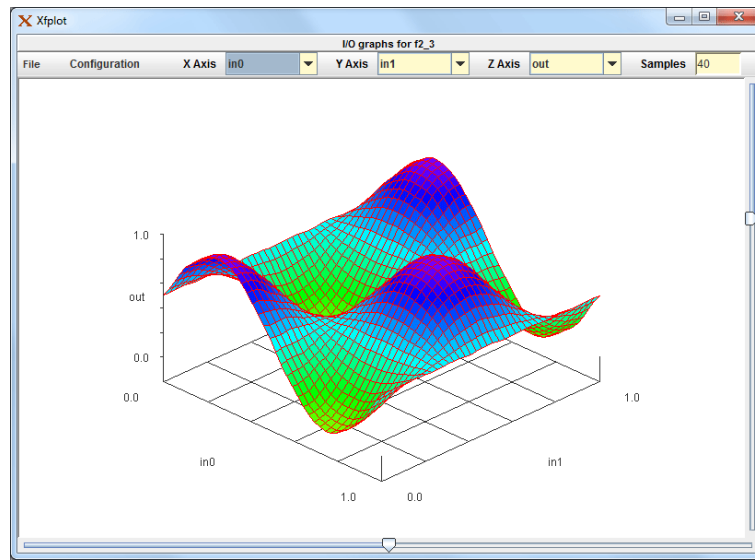 Xfplot
I/O graphs for f2_3
File Configuration X Axis in0 Y Axis in1 Z Axis out Samples 40
1.0
out
0.0
0.0
1.0
in0
in1
1.0
0.0